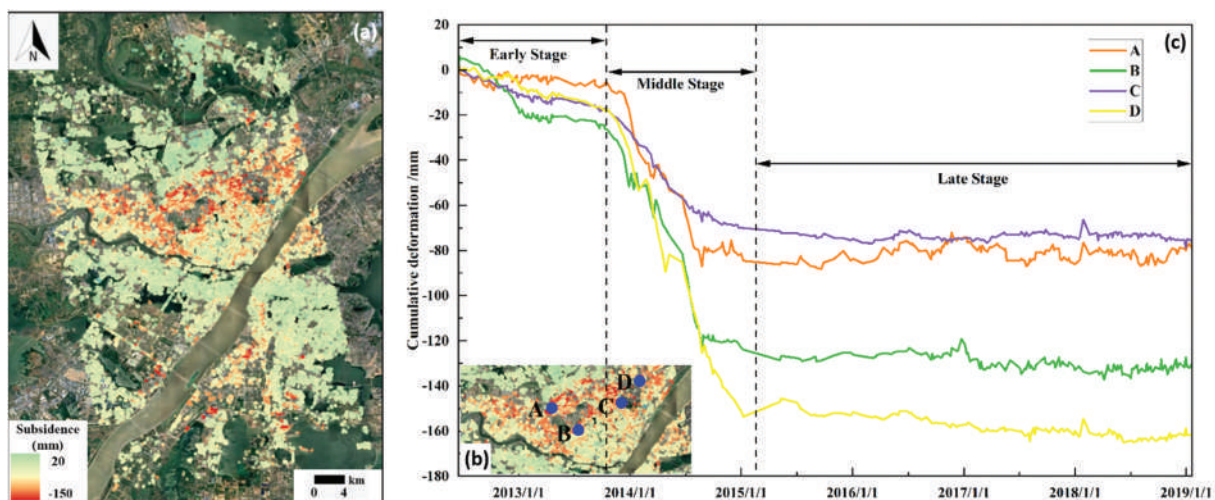 (a)
N
Subsidence
(mm)
20
-150
km
0 4
(c)
Early Stage
Middle Stage
Late Stage
A
B
C
D
Cumulative deformation /mm
20
0
-20
-40
-60
-80
-100
-120
-140
-160
-180
2013/1/1 2014/1/1 2015/1/1 2016/1/1 2017/1/1 2018/1/1 2019/1/1
(b)
D
A
C
B